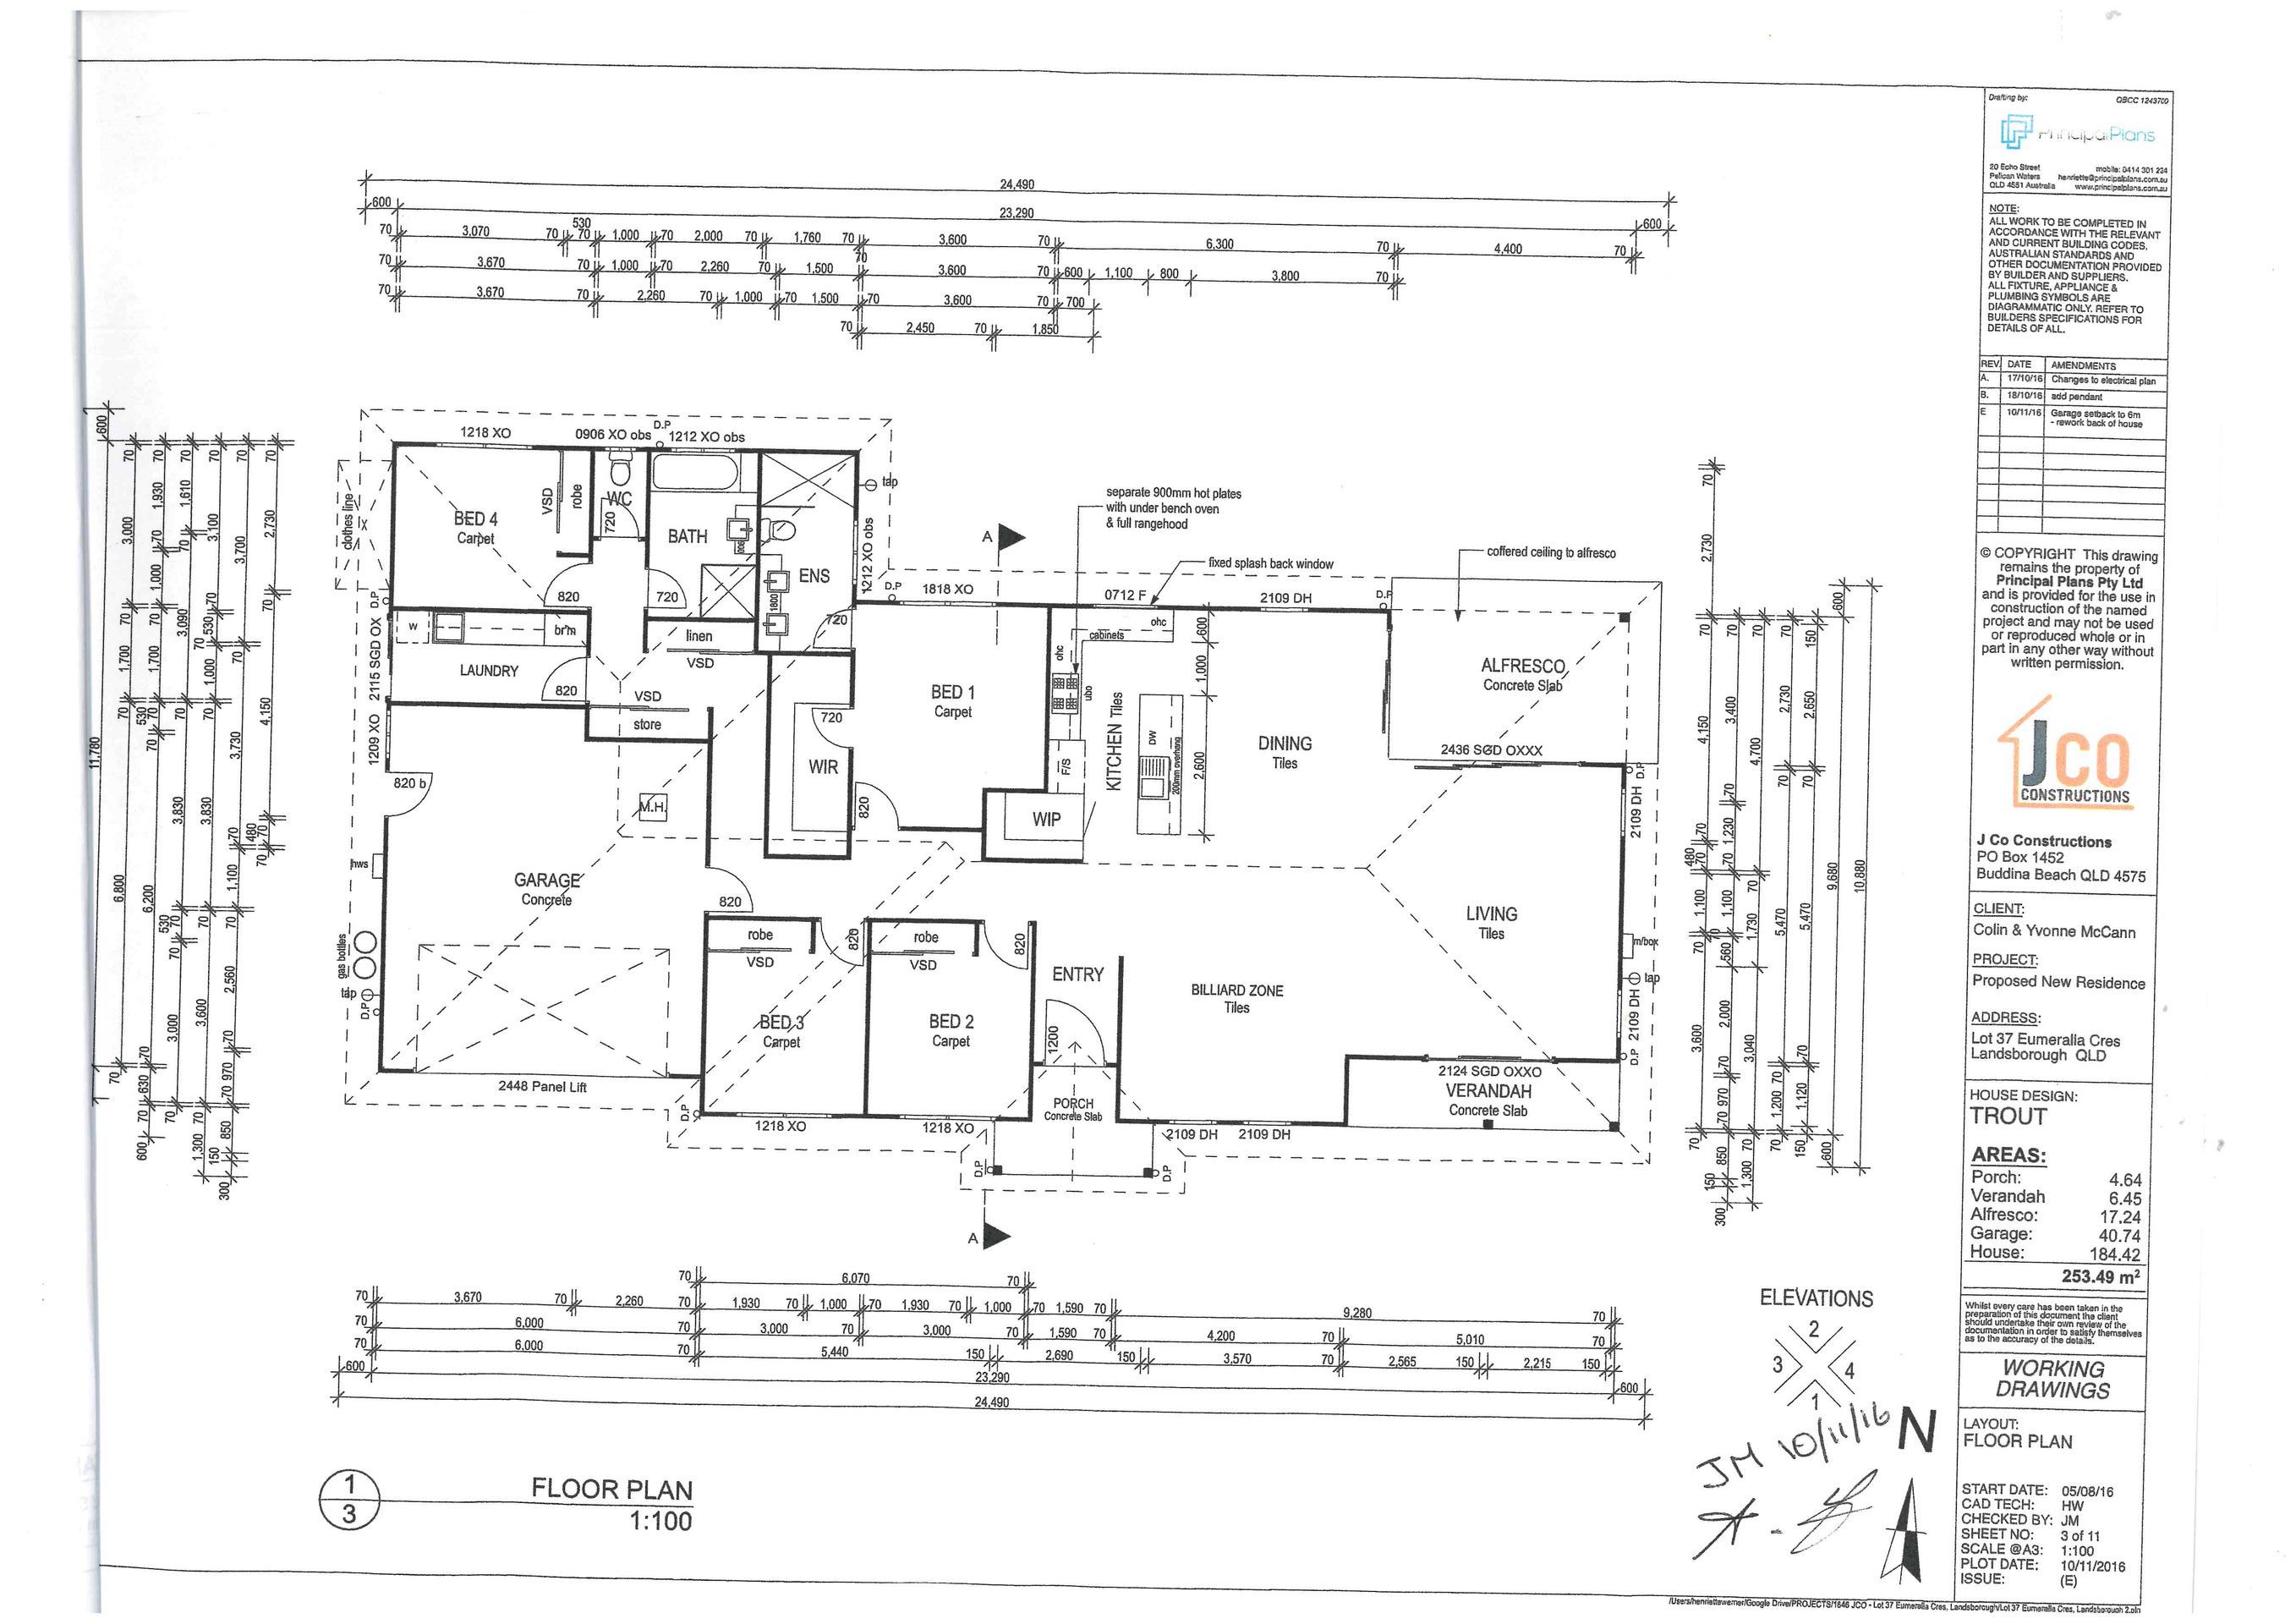 Drafting by: QBCC 1243709
PrincipalPlans
20 Echo Street mobile: 0414 301 224
Pelican Waters henriette@principalplans.com.au
QLD 4551 Australia www.principalplans.com.au
NOTE:
ALL WORK TO BE COMPLETED IN
ACCORDANCE WITH THE RELEVANT
AND CURRENT BUILDING CODES,
AUSTRALIAN STANDARDS AND
OTHER DOCUMENTATION PROVIDED
BY BUILDER AND SUPPLIERS.
ALL FIXTURE, APPLIANCE &
PLUMBING SYMBOLS ARE
DIAGRAMMATIC ONLY. REFER TO
BUILDERS SPECIFICATIONS FOR
DETAILS OF ALL.
REV. DATE AMENDMENTS
A. 17/10/16 Changes to electrical plan
B. 18/10/16 add pendant
E 10/11/16 Garage setback to 6m
- rework back of house
© COPYRIGHT This drawing
remains the property of
Principal Plans Pty Ltd
and is provided for the use in
construction of the named
project and may not be used
or reproduced whole or in
part in any other way without
written permission.
JCO
CONSTRUCTIONS
J Co Constructions
PO Box 1452
Buddina Beach QLD 4575
CLIENT:
Colin & Yvonne McCann
PROJECT:
Proposed New Residence
ADDRESS:
Lot 37 Eumeralla Cres
Landsborough QLD
HOUSE DESIGN:
TROUT
AREAS:
Porch: 4.64
Verandah 6.45
Alfresco: 17.24
Garage: 40.74
House: 184.42
253.49 m²
Whilst every care has been taken in the
preparation of this document the client
should undertake their own review of the
documentation in order to satisfy themselves
as to the accuracy of the details.
WORKING
DRAWINGS
LAYOUT:
FLOOR PLAN
START DATE: 05/08/16
CAD TECH: HW
CHECKED BY: JM
SHEET NO: 3 of 11
SCALE @A3: 1:100
PLOT DATE: 10/11/2016
ISSUE: (E)
24,490
600 23,290 600
70 3,070 70 530 70 1,000 70 2,000 70 1,760 70 3,600 70 6,300 70 4,400 70
70 3,670 70 1,000 70 2,260 70 1,500 70 3,600 70 600 1,100 800 3,800 70
70 3,670 70 2,260 70 1,000 70 1,500 70 3,600 70 700
70 2,450 70 1,850
1218 XO
0906 XO obs
D.P
1212 XO obs
clothes line
BED 4
Carpet
VSD
robe
WC
720
BATH
900
ENS
1800
tap
1212 XO obs
D.P
820
720
720
A
separate 900mm hot plates
with under bench oven
& full rangehood
fixed splash back window
coffered ceiling to alfresco
1818 XO
0712 F
2109 DH
D.P
D.P
2115 SGD OX
W
br'm
LAUNDRY
820
linen
VSD
VSD
store
1209 XO
820 b
WIR
720
BED 1
Carpet
820
ohc
cabinets
ohc
ubo
F/S
KITCHEN Tiles
DW
200mm overhang
600
1,000
2,600
WIP
DINING
Tiles
ALFRESCO
Concrete Slab
2436 SGD OXXX
D.P
2109 DH
M.H.
hws
GARAGE
Concrete
gas bottles
tap
D.P
820
robe
VSD
820
robe
VSD
820
ENTRY
BED 3
Carpet
BED 2
Carpet
1200
BILLIARD ZONE
Tiles
LIVING
Tiles
m/box
tap
2109 DH
D.P
2448 Panel Lift
D.P
1218 XO
1218 XO
PORCH
Concrete Slab
D.P
D.P
2109 DH
2109 DH
2124 SGD OXXO
VERANDAH
Concrete Slab
A
600
11,780
70 3,000 70 1,700 70 6,800 70
70 1,930 70 1,000 70 1,700 70 530 70 6,200 70 630 70 600
70 1,610 70 3,090 70 3,830 70 530 70 3,000 70
70 3,100 70 530 70 1,000 70 3,830 70 3,600 70 1,300
70 3,700 70 3,730 70 1,100 70 2,560 70 970 70 850 150 300
70 2,730 70 4,150 70 480 70
70 2,730 70 4,150 70 480 70 1,100 70 3,600 70
70 3,400 70 1,230 70 1,100 70 560 2,000 70 970 70 850 150 300
70 4,700 70 1,730 3,040 70 1,300
70 2,730 70 5,470 70 1,200 70
150 2,650 70 5,470 70 1,120 150
600 9,680 600
10,880
70 6,070 70
70 3,670 70 2,260 70 1,930 70 1,000 70 1,930 70 1,000 70 1,590 70 9,280 70
70 6,000 70 3,000 70 3,000 70 1,590 70 4,200 70 5,010 70
70 6,000 70 5,440 150 2,690 150 3,570 70 2,565 150 2,215 150
600 23,290 600
24,490
ELEVATIONS
2
3 4
1
JM 10/11/16
N
1
3
FLOOR PLAN
1:100
/Users/henriettawerner/Google Drive/PROJECTS/1646 JCO - Lot 37 Eumeralla Cres, Landsborough/Lot 37 Eumeralla Cres, Landsborough 2.pln